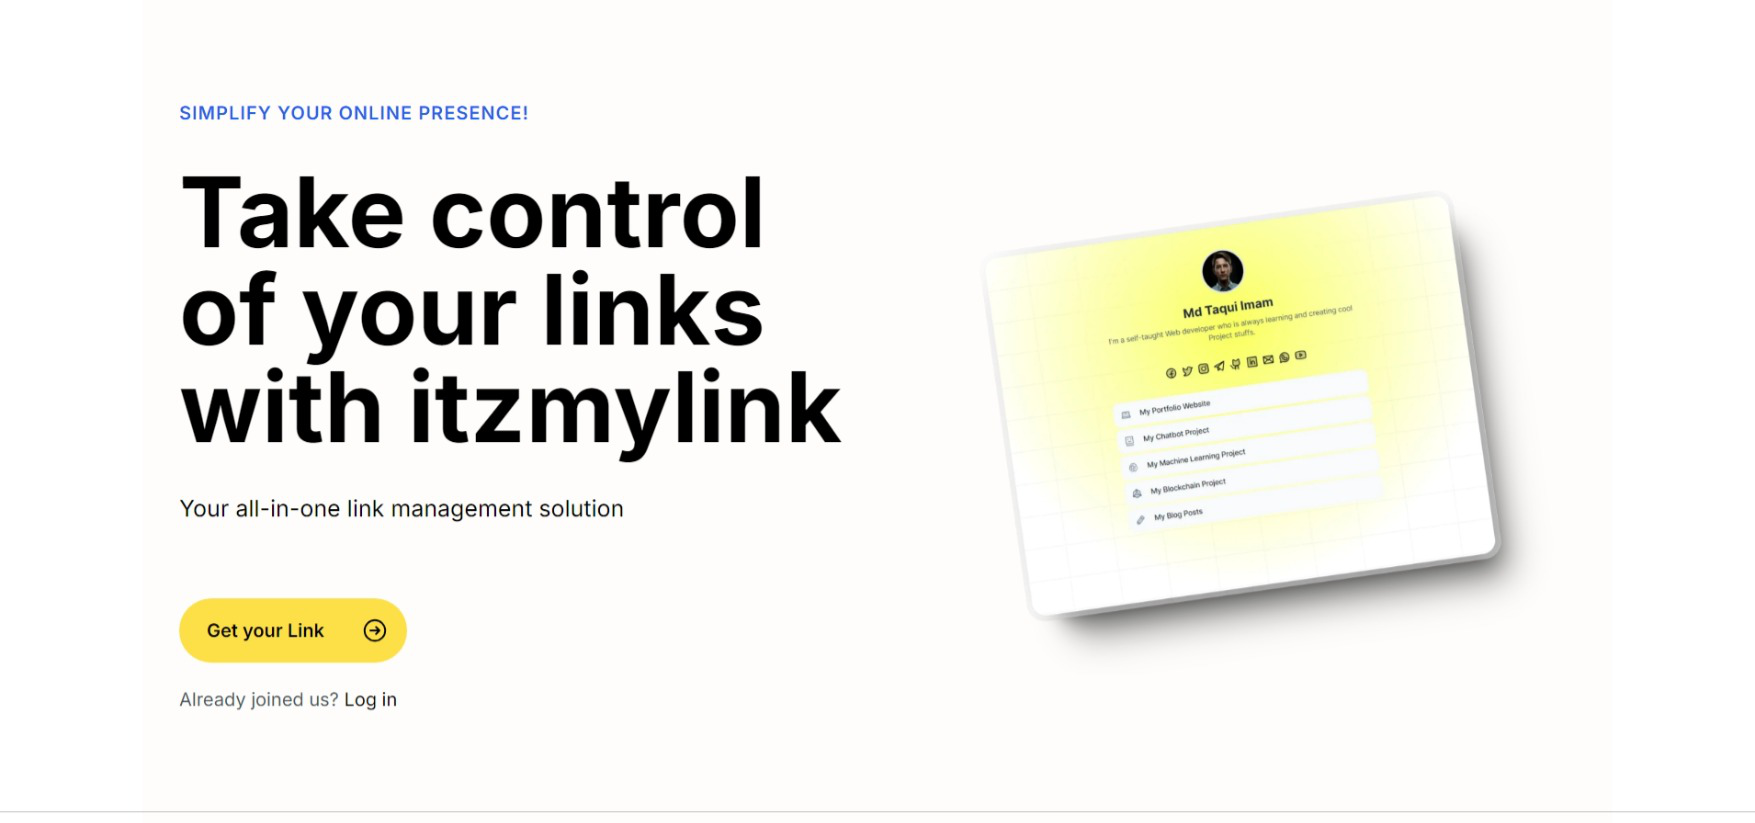 SIMPLIFY YOUR ONLINE PRESENCE!
Take control
of your links
with itzmylink
Your all-in-one link management solution
Get your Link
Already joined us? Log in
Md Taqui Imam
I'm a self-taught Web developer who is always learning and creating cool
Project stuffs.
My Portfolio Website
My Chatbot Project
My Machine Learning Project
My Blockchain Project
My Blog Posts